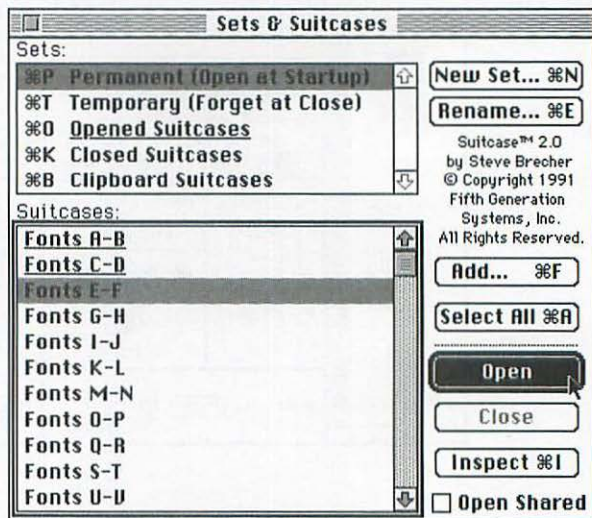 Sets & Suitcases
Sets:
⌘P Permanent (Open at Startup)
⌘T Temporary (Forget at Close)
⌘O Opened Suitcases
⌘K Closed Suitcases
⌘B Clipboard Suitcases
New Set... ⌘N
Rename... ⌘E
Suitcase™ 2.0
by Steve Brecher
© Copyright 1991
Fifth Generation
Systems, Inc.
All Rights Reserved.
Suitcases:
Fonts A-B
Fonts C-D
Fonts E-F
Fonts G-H
Fonts I-J
Fonts K-L
Fonts M-N
Fonts O-P
Fonts Q-R
Fonts S-T
Fonts U-V
Add... ⌘F
Select All ⌘A
Open
Close
Inspect ⌘I
Open Shared